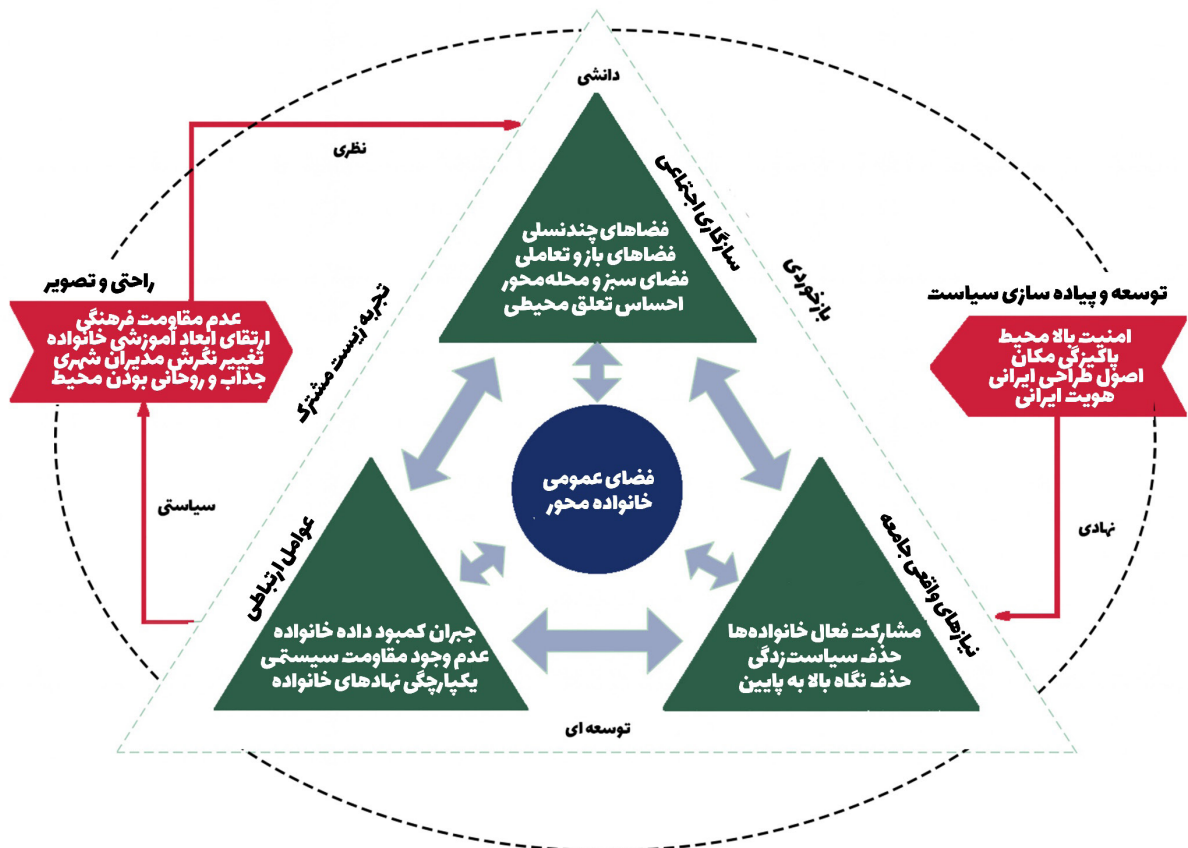 دانشی
نظری
سازگاری اجتماعی
فضاهای چندنسلی
فضاهای باز و تعاملی
فضای سبز و محله‌محور
احساس تعلق محیطی
بازخوردی
توسعه و پیاده سازی سیاست
امنیت بالا محیط
پاکیزگی مکان
اصول طراحی ایرانی
هویت ایرانی
نهادی
راحتی و تصویر
عدم مقاومت فرهنگی
ارتقای ابعاد آموزشی خانواده
تغییر نگرش مدیران شهری
جذاب و روحانی بودن محیط
سیاستی
تجربه زیست مشترک
فضای عمومی
خانواده محور
نیازهای واقعی جامعه
مشارکت فعال خانواده‌ها
حذف سیاست‌زدگی
حذف نگاه بالا به پایین
عوامل ارتباطی
جبران کمبود داده خانواده
عدم وجود مقاومت سیستمی
یکپارچگی نهادهای خانواده
توسعه ای